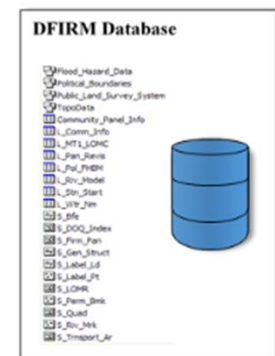 DFIRM Database
Flood_Hazard_Data
Political_Boundaries
Public_Land_Survey_System
TopoData
Community_Panel_Info
L_Comm_Info
L_MT1_LOMC
L_Pan_Revis
L_Pol_FHBM
L_Riv_Model
L_Stn_Start
L_Wtr_Nm
S_Bfe
S_DOQ_Index
S_Firm_Pan
S_Gen_Struct
S_Label_Ld
S_Label_Pt
S_LOMR
S_Perm_Bmk
S_Quad
S_Riv_Mrk
S_Trnsport_Ar